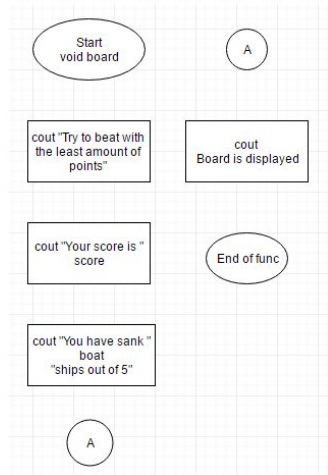 Start
void board
cout "Try to beat with
the least amount of
points"
cout "Your score is "
score
cout "You have sank "
boat
"ships out of 5"
A
A
cout
Board is displayed
End of func